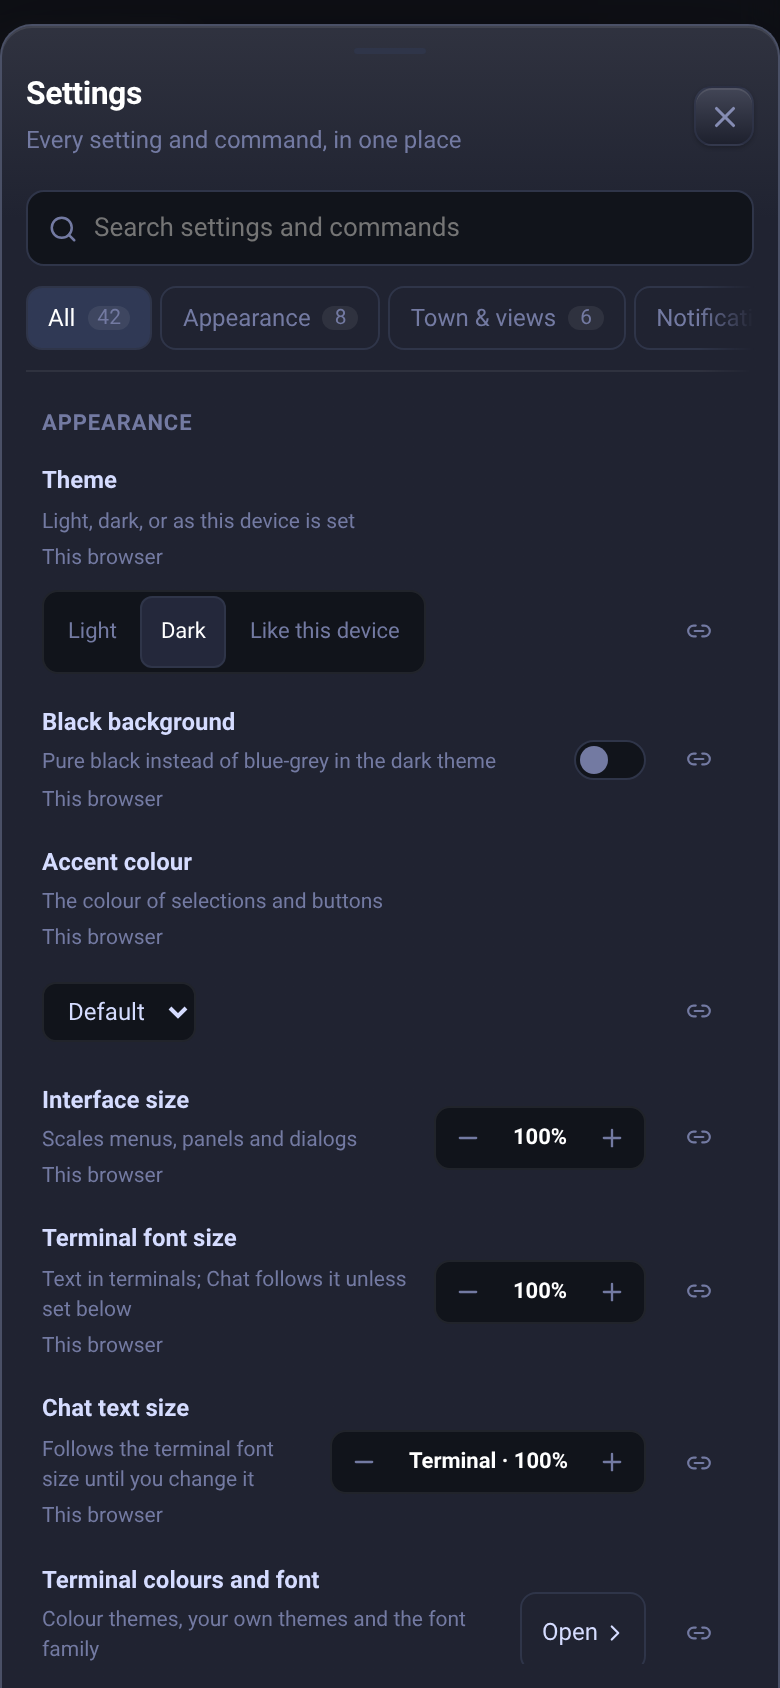 Settings
Every setting and command, in one place
Search settings and commands
All 42
Appearance 8
Town & views 6
Notificat
APPEARANCE
Theme
Light, dark, or as this device is set
This browser
Light
Dark
Like this device
Black background
Pure black instead of blue-grey in the dark theme
This browser
Accent colour
The colour of selections and buttons
This browser
Default
Interface size
Scales menus, panels and dialogs
This browser
100%
Terminal font size
Text in terminals; Chat follows it unless
set below
This browser
100%
Chat text size
Follows the terminal font
size until you change it
This browser
Terminal · 100%
Terminal colours and font
Colour themes, your own themes and the font
family
Open